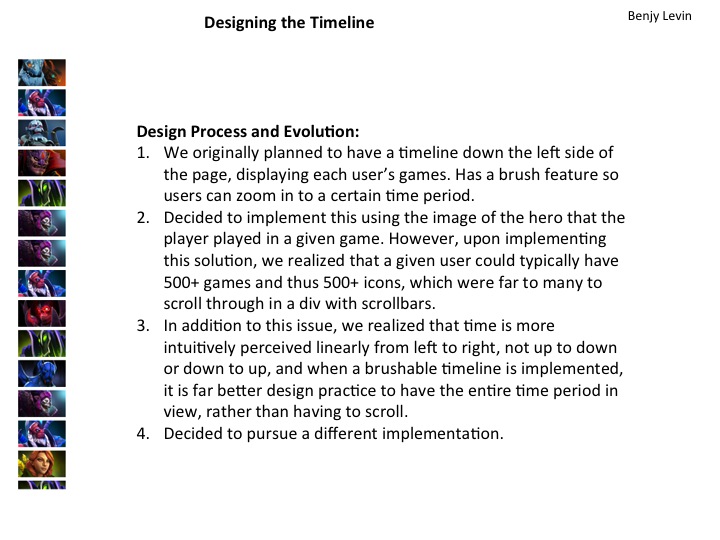 Designing the Timeline
Benjy Levin
Design Process and Evolution:
1. We originally planned to have a timeline down the left side of
the page, displaying each user's games. Has a brush feature so
users can zoom in to a certain time period.
2. Decided to implement this using the image of the hero that the
player played in a given game. However, upon implementing
this solution, we realized that a given user could typically have
500+ games and thus 500+ icons, which were far to many to
scroll through in a div with scrollbars.
3. In addition to this issue, we realized that time is more
intuitively perceived linearly from left to right, not up to down
or down to up, and when a brushable timeline is implemented,
it is far better design practice to have the entire time period in
view, rather than having to scroll.
4. Decided to pursue a different implementation.